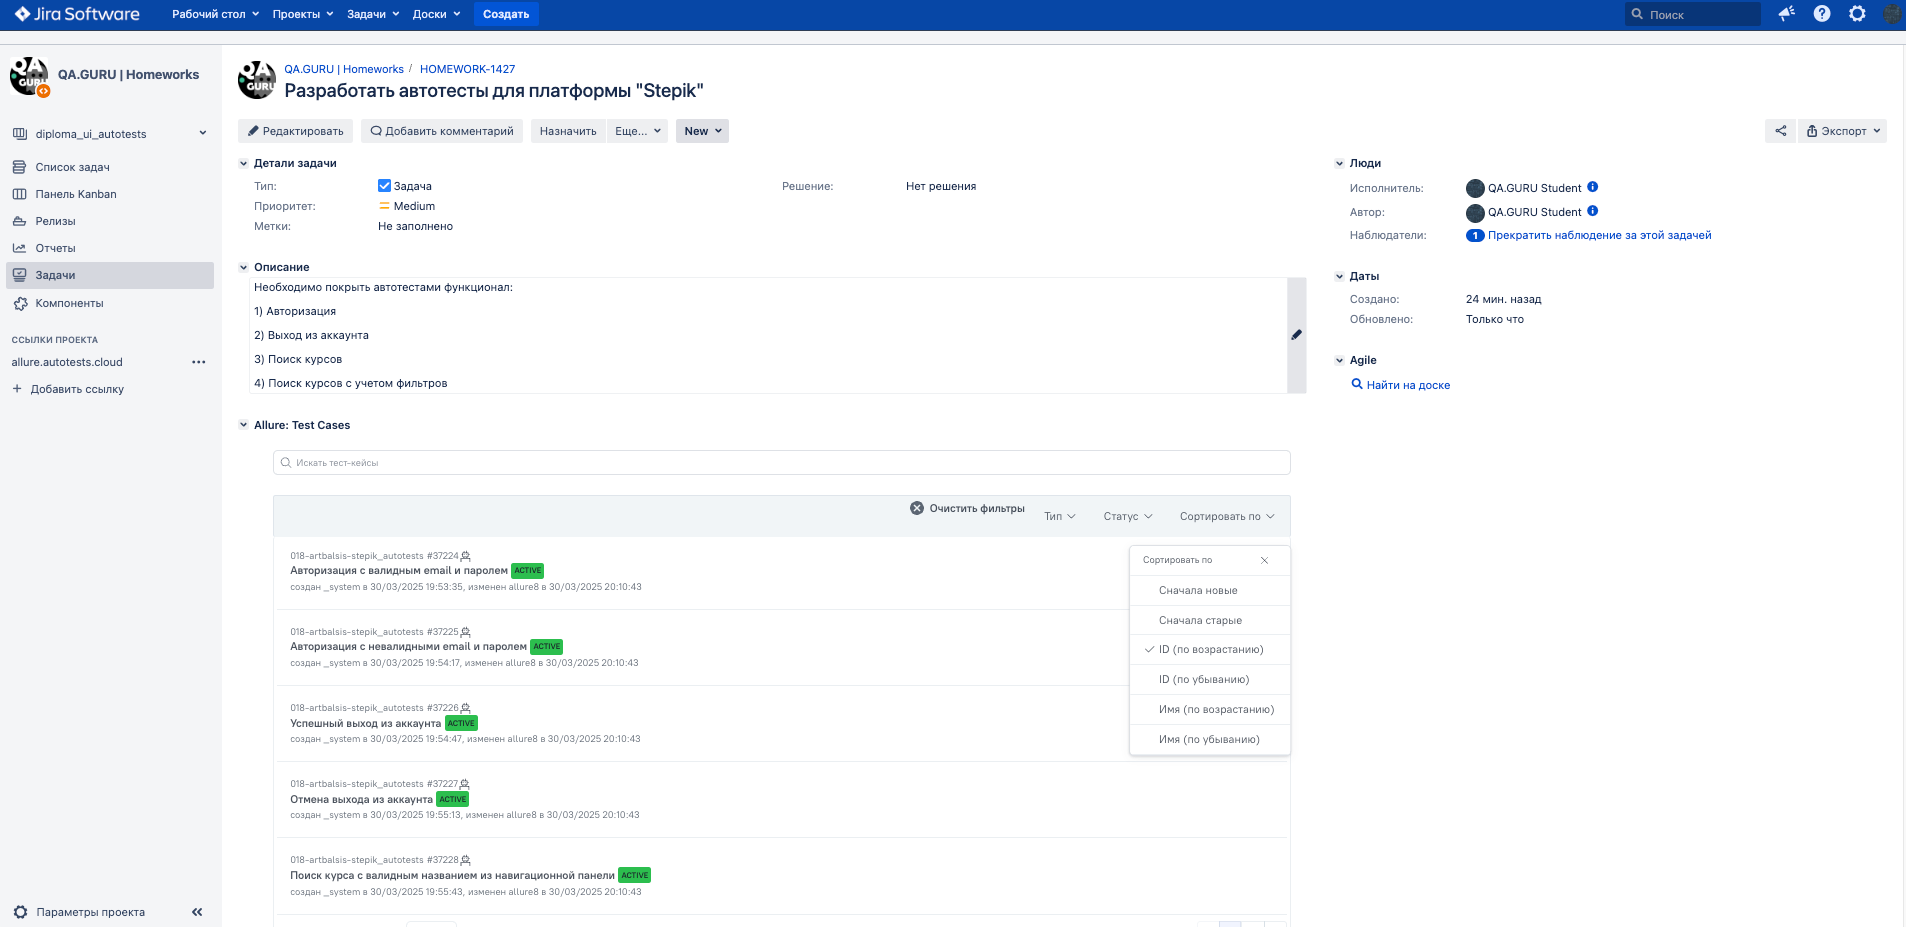 Jira Software
Рабочий стол
Проекты
Задачи
Доски
Создать
Поиск
QA.GURU | Homeworks
diploma_ui_autotests
Список задач
Панель Kanban
Релизы
Отчеты
Задачи
Компоненты
ССЫЛКИ ПРОЕКТА
allure.autotests.cloud
+ Добавить ссылку
Параметры проекта
QA GURU
QA.GURU | Homeworks / HOMEWORK-1427
Разработать автотесты для платформы "Stepik"
Редактировать
Добавить комментарий
Назначить
Еще...
New
Экспорт
Детали задачи
Тип: Задача
Решение: Нет решения
Приоритет: Medium
Метки: Не заполнено
Описание
Необходимо покрыть автотестами функционал:
1) Авторизация
2) Выход из аккаунта
3) Поиск курсов
4) Поиск курсов с учетом фильтров
Allure: Test Cases
Искать тест-кейсы
Очистить фильтры
Тип
Статус
Сортировать по
018-artbalsis-stepik_autotests #37224
Авторизация с валидным email и паролем ACTIVE
создан _system в 30/03/2025 19:53:35, изменен allure8 в 30/03/2025 20:10:43
018-artbalsis-stepik_autotests #37225
Авторизация с невалидными email и паролем ACTIVE
создан _system в 30/03/2025 19:54:17, изменен allure8 в 30/03/2025 20:10:43
018-artbalsis-stepik_autotests #37226
Успешный выход из аккаунта ACTIVE
создан _system в 30/03/2025 19:54:47, изменен allure8 в 30/03/2025 20:10:43
018-artbalsis-stepik_autotests #37227
Отмена выхода из аккаунта ACTIVE
создан _system в 30/03/2025 19:55:13, изменен allure8 в 30/03/2025 20:10:43
018-artbalsis-stepik_autotests #37228
Поиск курса с валидным названием из навигационной панели ACTIVE
создан _system в 30/03/2025 19:55:43, изменен allure8 в 30/03/2025 20:10:43
Сортировать по
Сначала новые
Сначала старые
ID (по возрастанию)
ID (по убыванию)
Имя (по возрастанию)
Имя (по убыванию)
Люди
Исполнитель: QA.GURU Student
Автор: QA.GURU Student
Наблюдатели: 1 Прекратить наблюдение за этой задачей
Даты
Создано: 24 мин. назад
Обновлено: Только что
Agile
Найти на доске